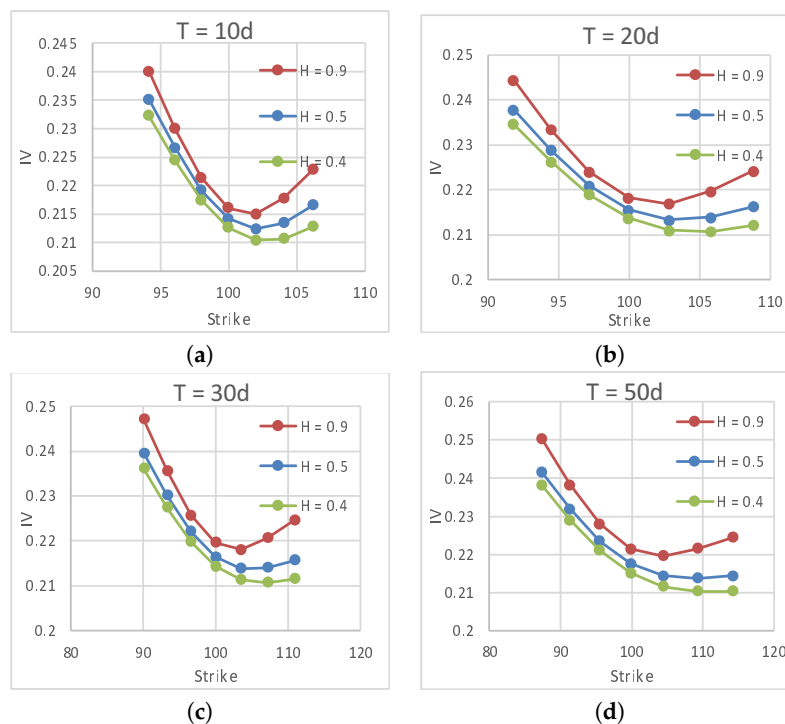 T = 10d
0.245
0.24
0.235
0.23
0.225
0.22
0.215
0.21
0.205
IV
90 95 100 105 110
Strike
H = 0.9
H = 0.5
H = 0.4
(a)
T = 20d
0.25
0.24
0.23
0.22
0.21
0.2
IV
90 95 100 105 110
Strike
H = 0.9
H = 0.5
H = 0.4
(b)
T = 30d
0.25
0.24
0.23
0.22
0.21
0.2
IV
80 90 100 110 120
Strike
H = 0.9
H = 0.5
H = 0.4
(c)
T = 50d
0.26
0.25
0.24
0.23
0.22
0.21
0.2
IV
80 90 100 110 120
Strike
H = 0.9
H = 0.5
H = 0.4
(d)